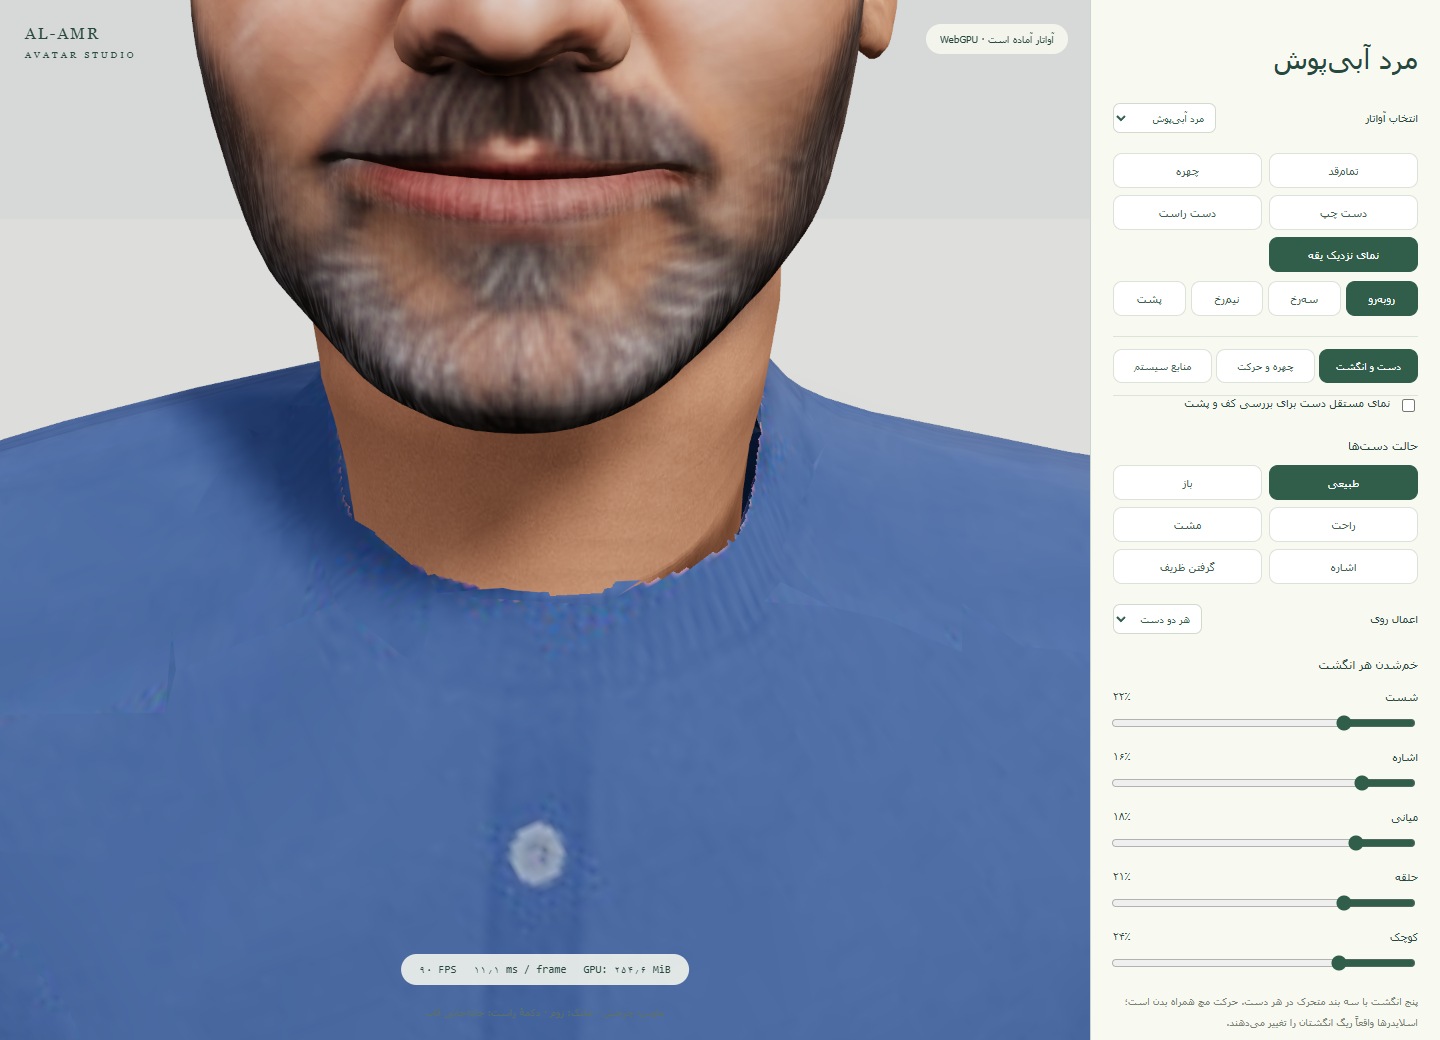 AL-AMR
AVATAR STUDIO
آواتار آماده است · WebGPU
مرد آبی‌پوش
انتخاب آواتار
مرد آبی‌پوش
تمام‌قد
چهره
دست چپ
دست راست
نمای نزدیک یقه
روبه‌رو
سه‌رخ
نیم‌رخ
پشت
دست و انگشت
چهره و حرکت
منابع سیستم
نمای مستقل دست برای بررسی کف و پشت
حالت دست‌ها
طبیعی
باز
راحت
مشت
اشاره
گرفتن ظریف
اعمال روی
هر دو دست
خم‌شدن هر انگشت
شست
۲۲٪
اشاره
۱۶٪
میانی
۱۸٪
حلقه
۲۱٪
کوچک
۲۴٪
پنج انگشت با سه بند متحرک در هر دست. حرکت مچ همراه بدن است؛
اسلایدرها واقعاً ریگ انگشتان را تغییر می‌دهند.
۹۰ FPS ۱۱٫۱ ms / frame GPU: ۲۵۴٫۶ MiB